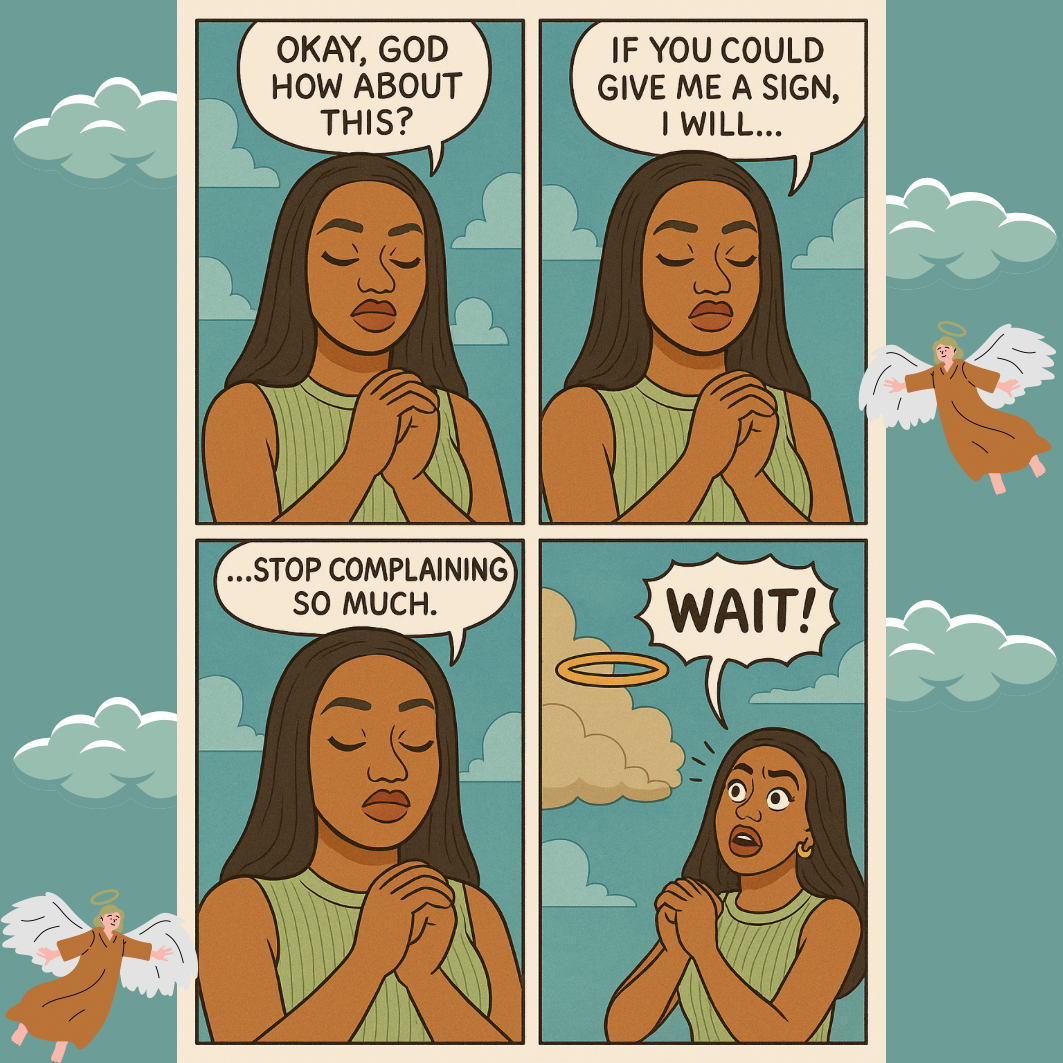 OKAY, GOD
HOW ABOUT
THIS?
IF YOU COULD
GIVE ME A SIGN,
I WILL...
...STOP COMPLAINING
SO MUCH.
WAIT!